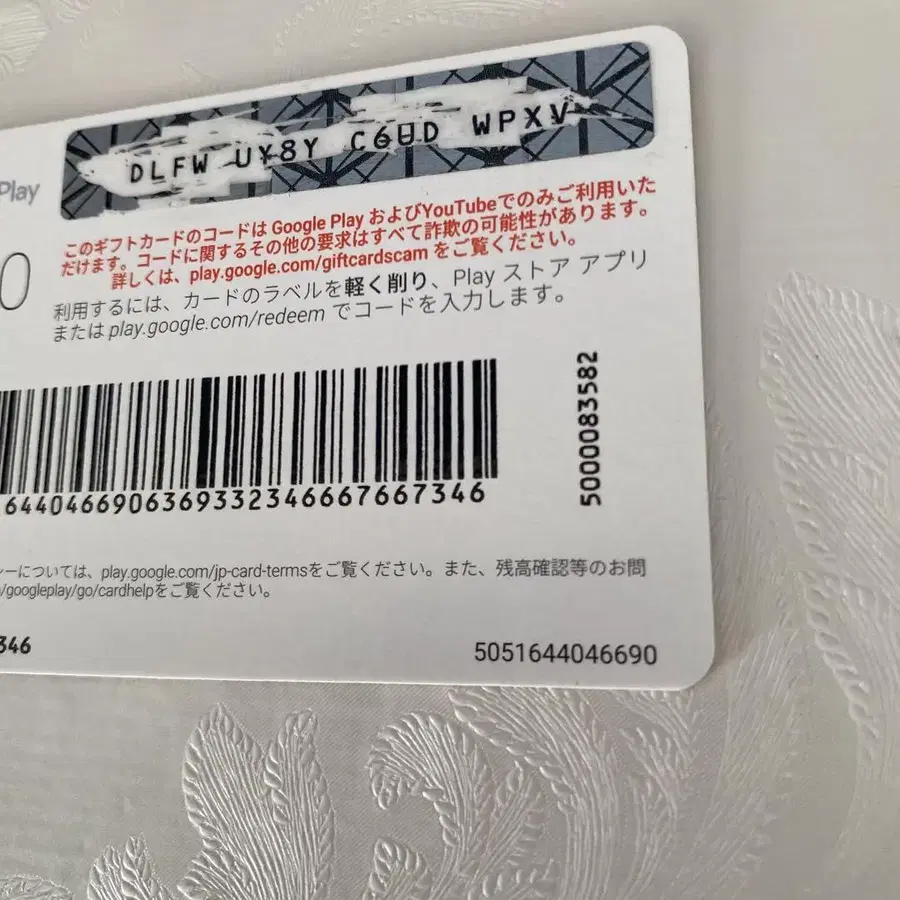 DLFW UY8Y C6UD WPXV
Play
このギフトカードのコードは Google Play およびYouTubeでのみご利用いた
だけます。コードに関するその他の要求はすべて詐欺の可能性があります。
詳しくは、play.google.com/giftcardscam をご覧ください。
0
利用するには、カードのラベルを軽く削り、Play ストア アプリ
または play.google.com/redeem でコードを入力します。
6440466906369332346667667346
5000083582
ーについては、play.google.com/jp-card-termsをご覧ください。また、残高確認等のお問
/googleplay/go/cardhelpをご覧ください。
346
5051644046690